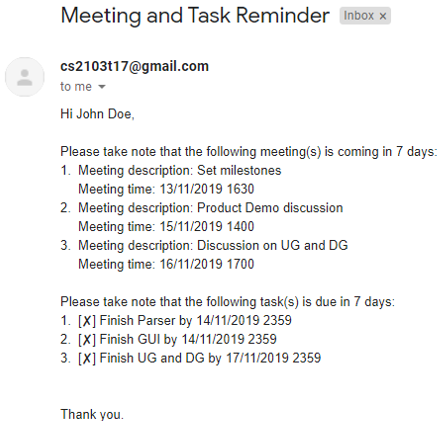 Meeting and Task Reminder Inbox x
cs2103t17@gmail.com
to me
Hi John Doe,
Please take note that the following meeting(s) is coming in 7 days:
1. Meeting description: Set milestones
Meeting time: 13/11/2019 1630
2. Meeting description: Product Demo discussion
Meeting time: 15/11/2019 1400
3. Meeting description: Discussion on UG and DG
Meeting time: 16/11/2019 1700
Please take note that the following task(s) is due in 7 days:
1. [✗] Finish Parser by 14/11/2019 2359
2. [✗] Finish GUI by 14/11/2019 2359
3. [✗] Finish UG and DG by 17/11/2019 2359
Thank you.